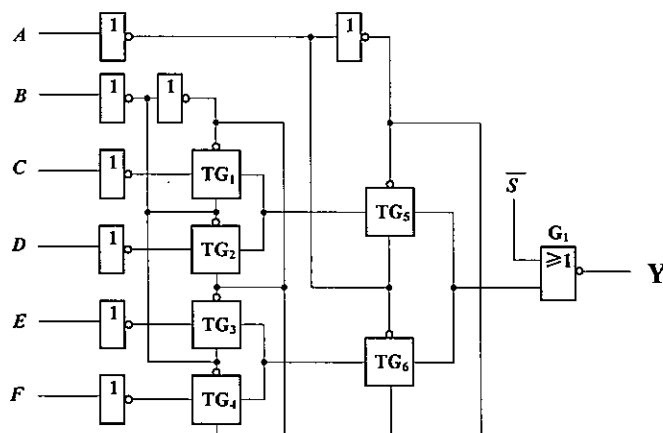 A 1 1
B 1 1
C 1 TG₁
S̅
D 1 TG₂ TG₅
G₁
≥1 Y
E 1 TG₃
TG₆
F 1 TG₄